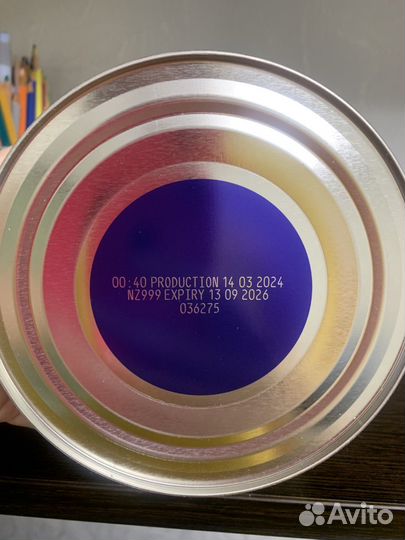 00:40 PRODUCTION 14 03 2024
NZ999 EXPIRY 13 09 2026
036275
Avito